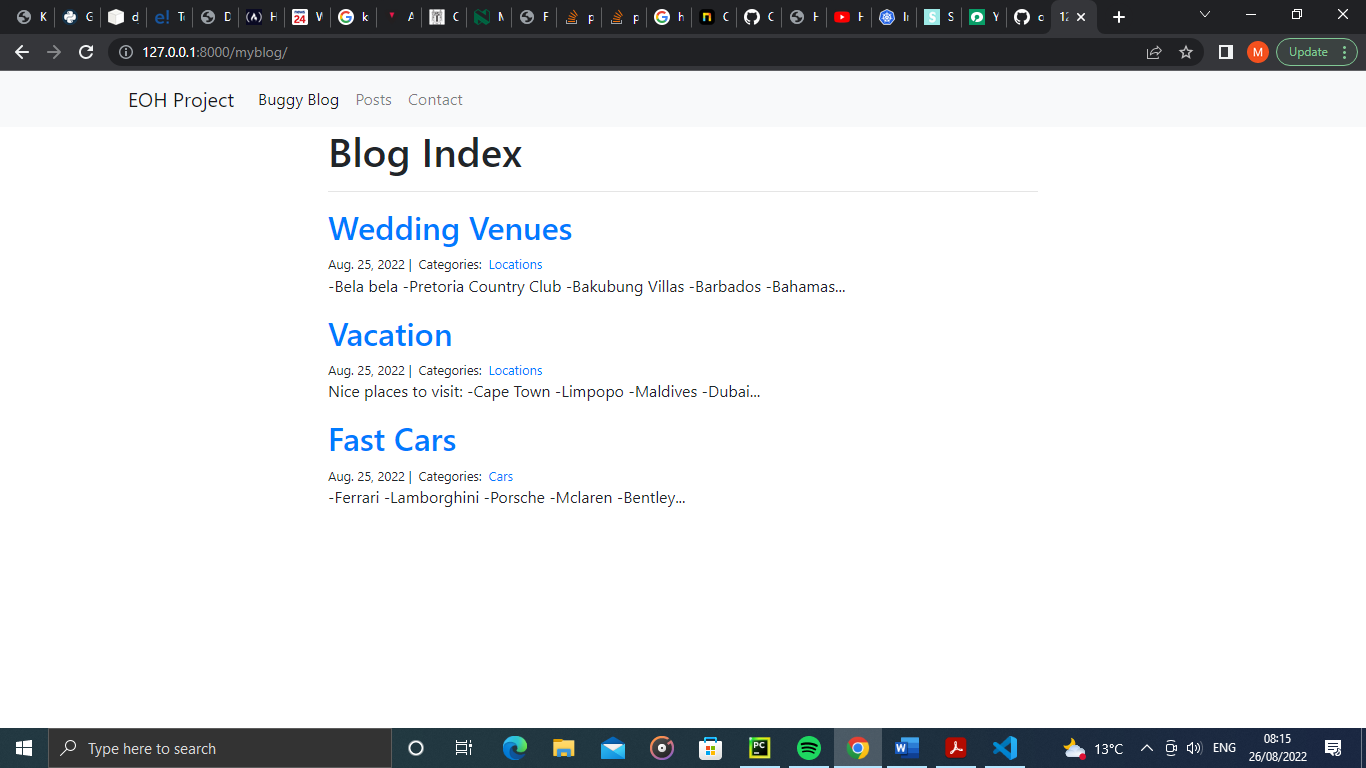 K G d T D H W k A C M F p p h C C H H In S Y c 12
127.0.0.1:8000/myblog/
Update
M
EOH Project Buggy Blog Posts Contact
Blog Index
Wedding Venues
Aug. 25, 2022 | Categories: Locations
-Bela bela -Pretoria Country Club -Bakubung Villas -Barbados -Bahamas...
Vacation
Aug. 25, 2022 | Categories: Locations
Nice places to visit: -Cape Town -Limpopo -Maldives -Dubai...
Fast Cars
Aug. 25, 2022 | Categories: Cars
-Ferrari -Lamborghini -Porsche -Mclaren -Bentley...
Type here to search
13°C
ENG
08:15
26/08/2022